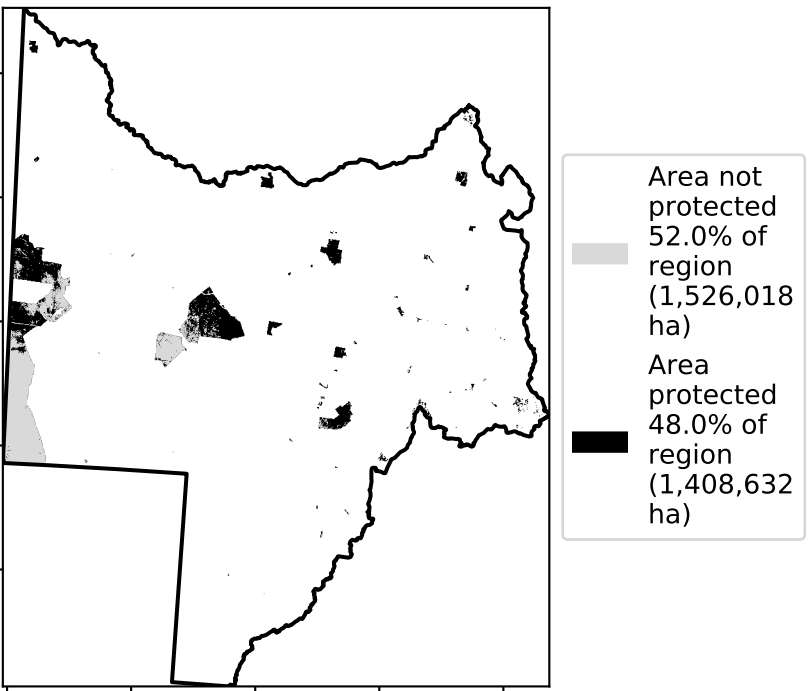 Area not
protected
52.0% of
region
(1,526,018
ha)
Area
protected
48.0% of
region
(1,408,632
ha)